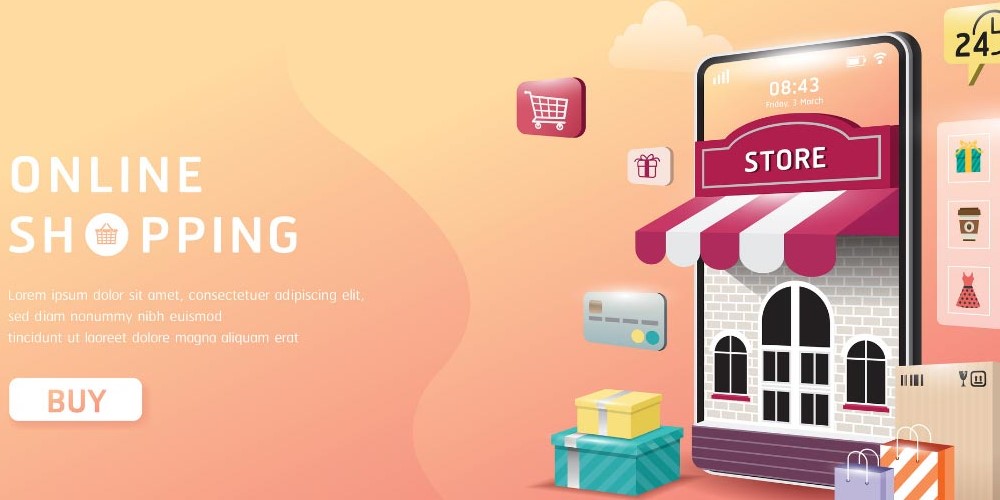 ONLINE
SHOPPING
Lorem ipsum dolor sit amet, consectetuer adipiscing elit,
sed diam nonummy nibh euismod
tincidunt ut laoreet dolore magna aliquam erat
BUY
08:43
Friday, 3 March
STORE
24